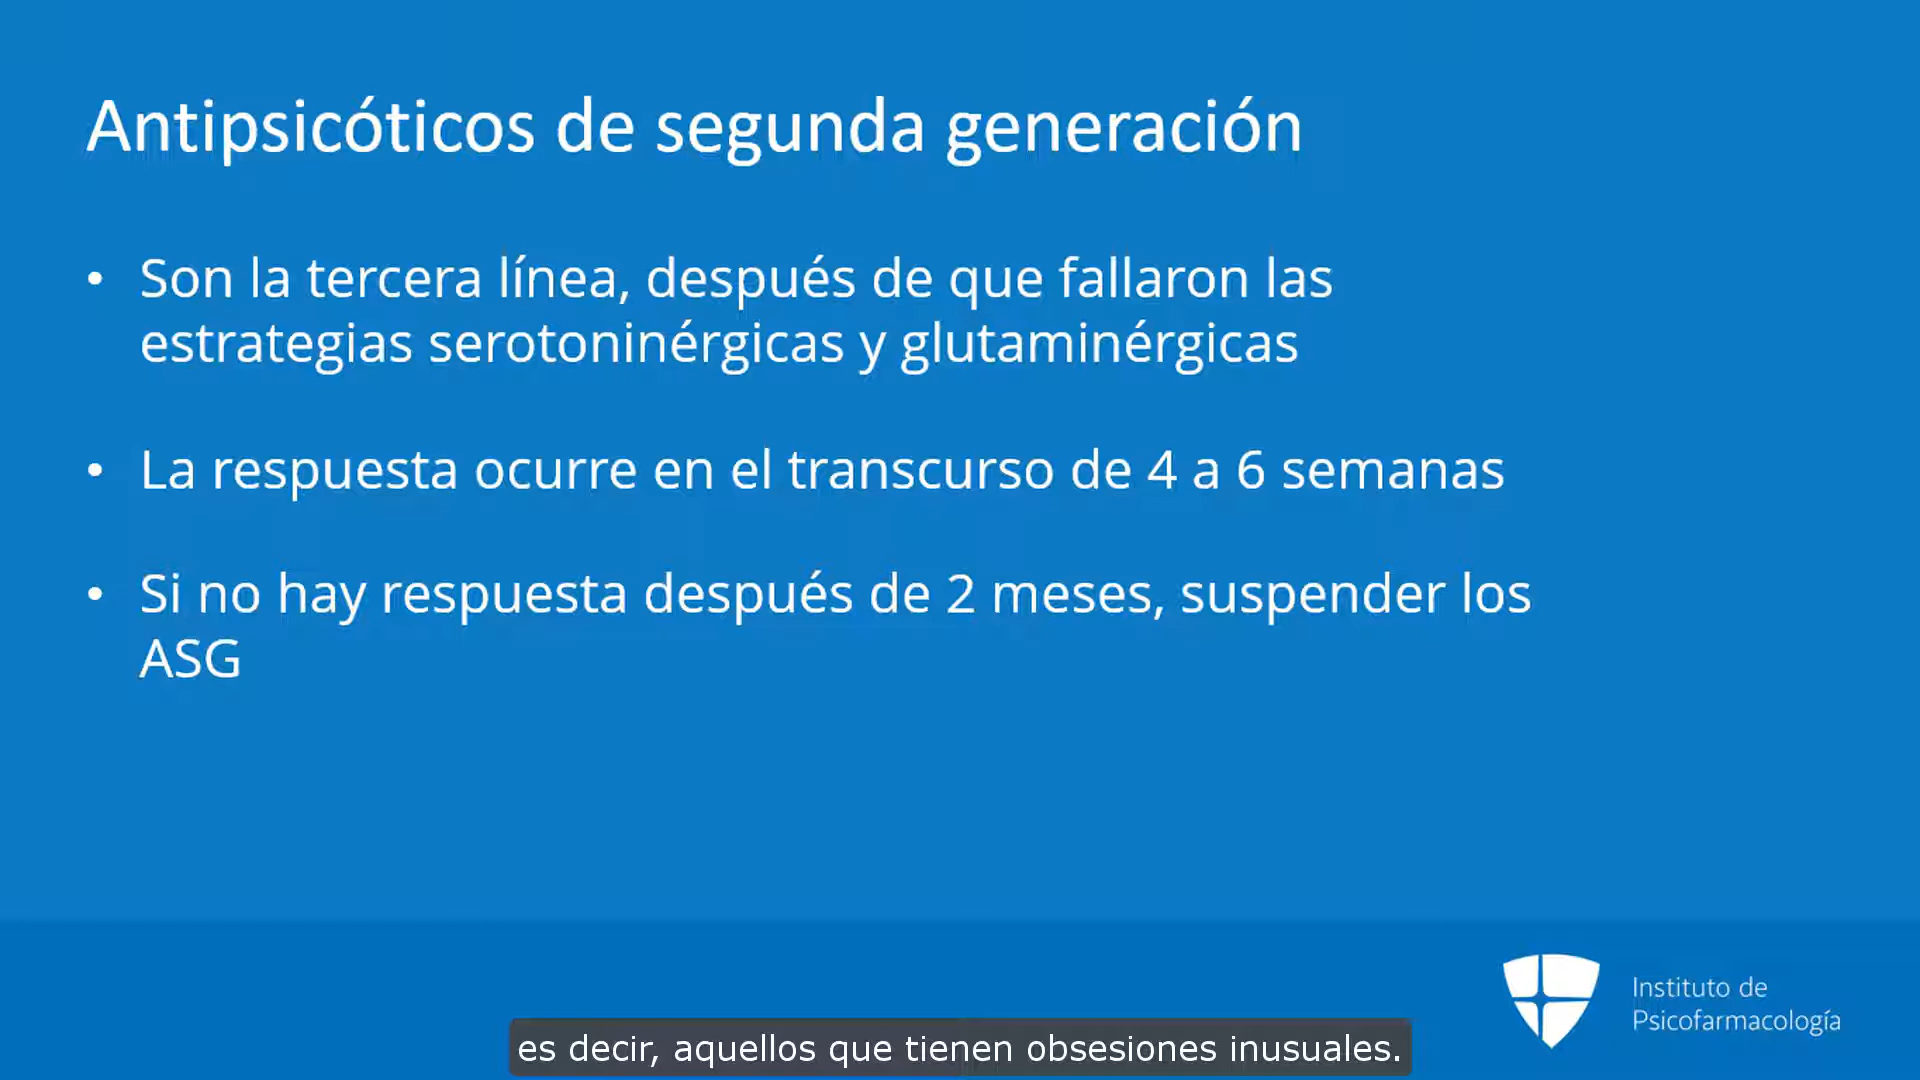 Antipsicóticos de segunda generación
• Son la tercera línea, después de que fallaron las
estrategias serotoninérgicas y glutaminérgicas
• La respuesta ocurre en el transcurso de 4 a 6 semanas
• Si no hay respuesta después de 2 meses, suspender los
ASG
Instituto de
Psicofarmacología
es decir, aquellos que tienen obsesiones inusuales.